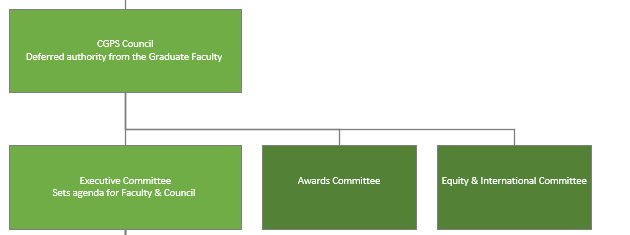 CGPS Council
Deferred authority from the Graduate Faculty
Executive Committee
Sets agenda for Faculty & Council
Awards Committee
Equity & International Committee